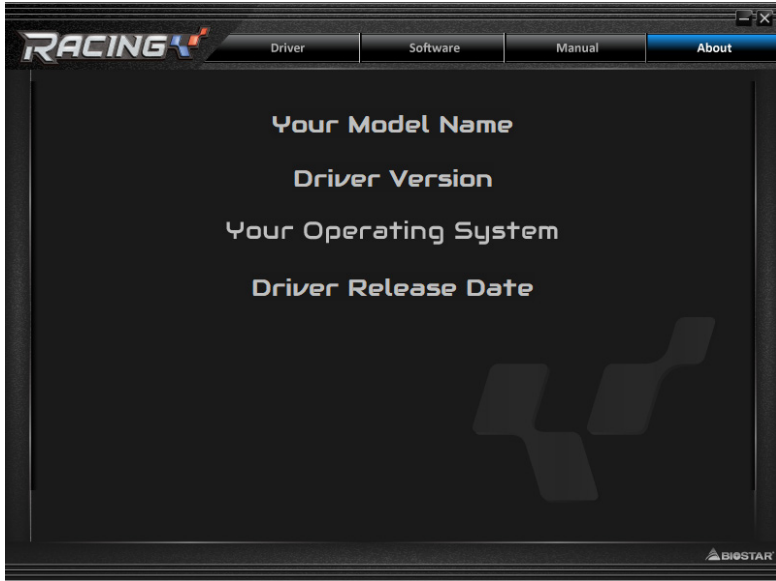 RACING
Driver Software Manual About
Your Model Name
Driver Version
Your Operating System
Driver Release Date
BIOSTAR